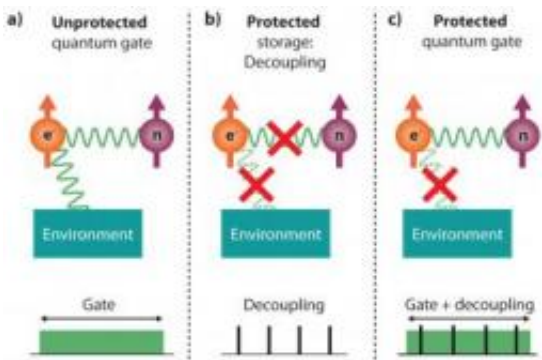 a) Unprotected
quantum gate
e
n
Environment
Gate
b) Protected
storage:
Decoupling
e
n
Environment
Decoupling
c) Protected
quantum gate
e
n
Environment
Gate + decoupling